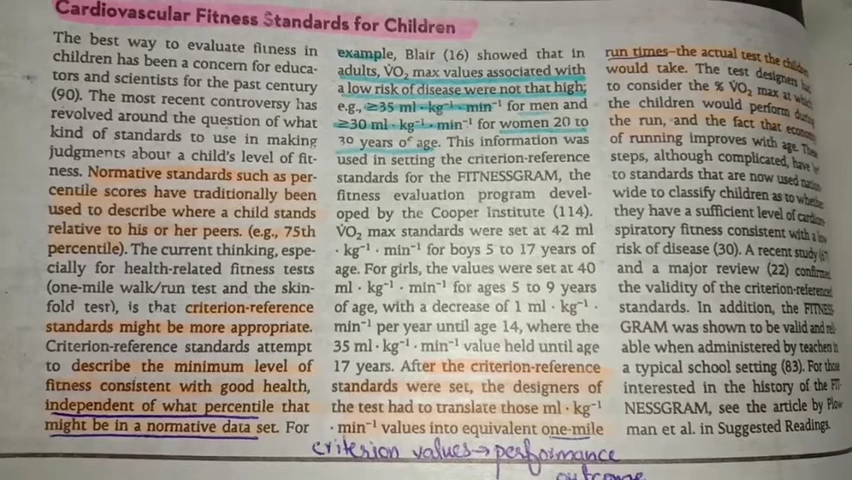 Cardiovascular Fitness Standards for Children
The best way to evaluate fitness in
children has been a concern for educa-
tors and scientists for the past century
(90). The most recent controversy has
revolved around the question of what
kind of standards to use in making
judgments about a child's level of fit-
ness. Normative standards such as per-
centile scores have traditionally been
used to describe where a child stands
relative to his or her peers. (e.g., 75th
percentile). The current thinking, espe-
cially for health-related fitness tests
(one-mile walk/run test and the skin-
fold test), is that criterion-reference
standards might be more appropriate.
Criterion-reference standards attempt
to describe the minimum level of
fitness consistent with good health,
independent of what percentile that
might be in a normative data set. For
example, Blair (16) showed that in
adults, V̇O₂ max values associated with
a low risk of disease were not that high;
e.g., ≥35 ml · kg⁻¹ · min⁻¹ for men and
≥30 ml · kg⁻¹ · min⁻¹ for women 20 to
30 years of age. This information was
used in setting the criterion-reference
standards for the FITNESSGRAM, the
fitness evaluation program devel-
oped by the Cooper Institute (114).
V̇O₂ max standards were set at 42 ml
· kg⁻¹ · min⁻¹ for boys 5 to 17 years of
age. For girls, the values were set at 40
ml · kg⁻¹ · min⁻¹ for ages 5 to 9 years
of age, with a decrease of 1 ml · kg⁻¹ ·
min⁻¹ per year until age 14, where the
35 ml · kg⁻¹ · min⁻¹ value held until age
17 years. After the criterion-reference
standards were set, the designers of
the test had to translate those ml · kg⁻¹
· min⁻¹ values into equivalent one-mile
run times—the actual test the children
would take. The test designers had
to consider the % V̇O₂ max at which
the children would perform during
the run, and the fact that economy
of running improves with age. These
steps, although complicated, have led
to standards that are now used nation-
wide to classify children as to whether
they have a sufficient level of cardiore-
spiratory fitness consistent with a low
risk of disease (30). A recent study (67)
and a major review (22) confirmed
the validity of the criterion-referenced
standards. In addition, the FITNESS-
GRAM was shown to be valid and reli-
able when administered by teachers in
a typical school setting (83). For those
interested in the history of the FIT-
NESSGRAM, see the article by Plow-
man et al. in Suggested Readings.
criterion values → performance
outcome